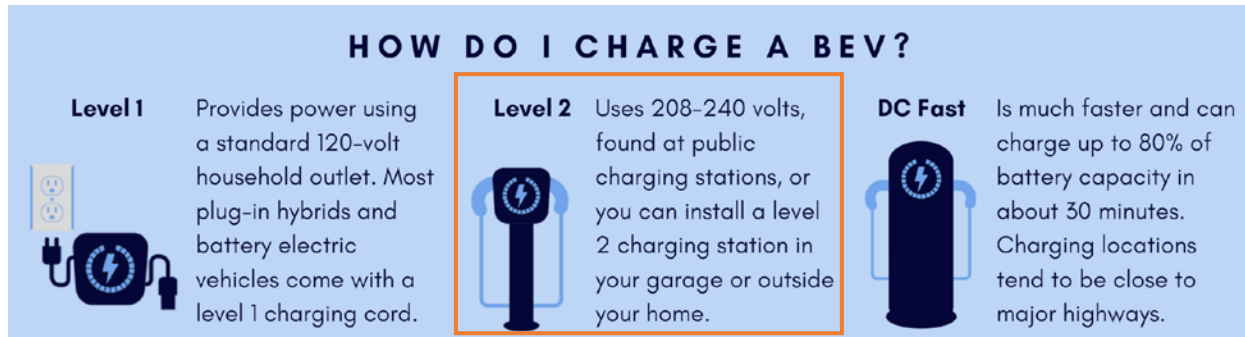 HOW DO I CHARGE A BEV?
Level 1
Provides power using
a standard 120-volt
household outlet. Most
plug-in hybrids and
battery electric
vehicles come with a
level 1 charging cord.
Level 2
Uses 208-240 volts,
found at public
charging stations, or
you can install a level
2 charging station in
your garage or outside
your home.
DC Fast
Is much faster and can
charge up to 80% of
battery capacity in
about 30 minutes.
Charging locations
tend to be close to
major highways.